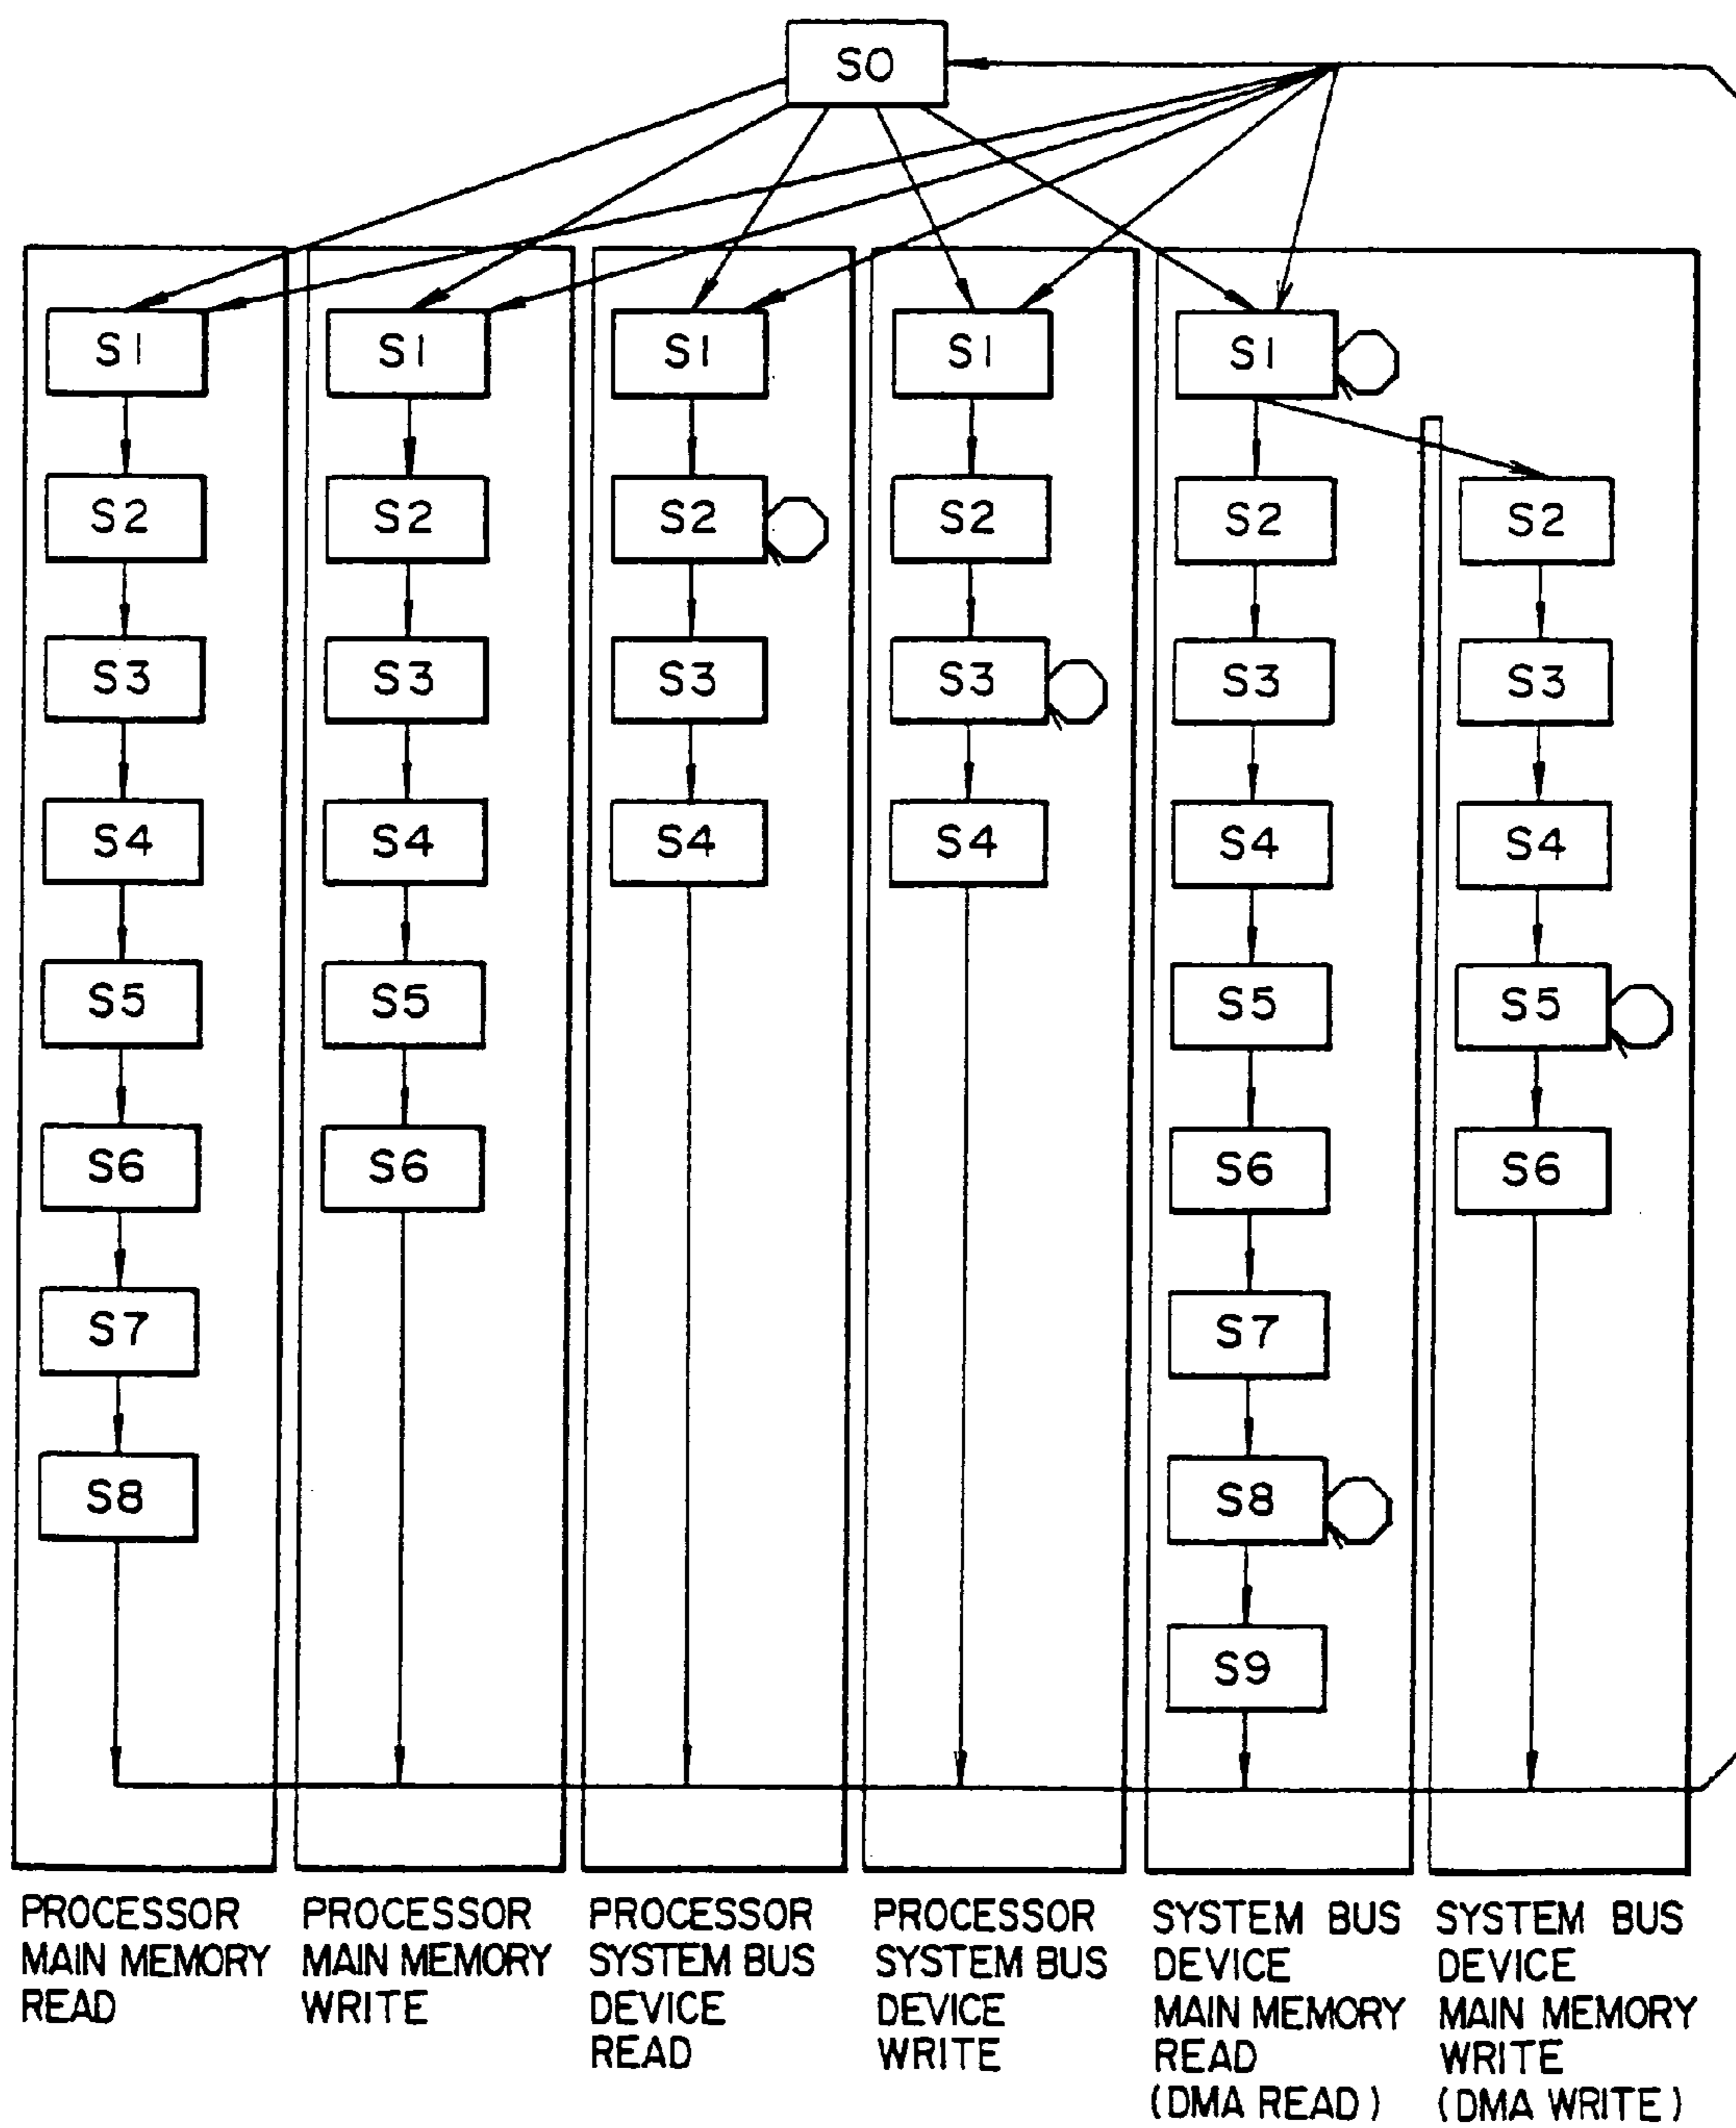 S0
S1
S1
S1
S1
S1
S2
S2
S2
S2
S2
S2
S3
S3
S3
S3
S3
S3
S4
S4
S4
S4
S4
S4
S5
S5
S5
S5
S6
S6
S6
S6
S7
S7
S8
S8
S9
PROCESSOR
MAIN MEMORY
READ
PROCESSOR
MAIN MEMORY
WRITE
PROCESSOR
SYSTEM BUS
DEVICE
READ
PROCESSOR
SYSTEM BUS
DEVICE
WRITE
SYSTEM BUS
DEVICE
MAIN MEMORY
READ
(DMA READ)
SYSTEM BUS
DEVICE
MAIN MEMORY
WRITE
(DMA WRITE)